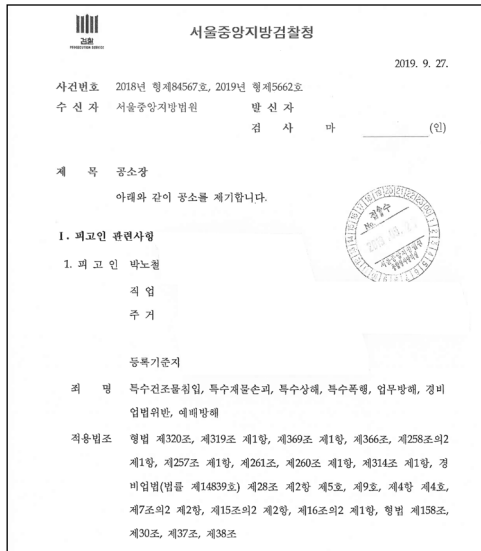 검찰
PROSECUTION SERVICE
서울중앙지방검찰청
2019. 9. 27.
사건번호 2018년 형제84567호, 2019년 형제5662호
수 신 자 서울중앙지방법원 발 신 자
검 사 마 (인)
제 목 공소장
아래와 같이 공소를 제기합니다.
Ⅰ. 피고인 관련사항
1. 피 고 인 박노철
직 업
주 거
등록기준지
죄 명 특수건조물침입, 특수재물손괴, 특수상해, 특수폭행, 업무방해, 경비
업법위반, 예배방해
적용법조 형법 제320조, 제319조 제1항, 제369조 제1항, 제366조, 제258조의2
제1항, 제257조 제1항, 제261조, 제260조 제1항, 제314조 제1항, 경
비업법(법률 제14839호) 제28조 제2항 제5호, 제9호, 제4항 제4호,
제7조의2 제2항, 제15조의2 제2항, 제16조의2 제1항, 형법 제158조,
제30조, 제37조, 제38조